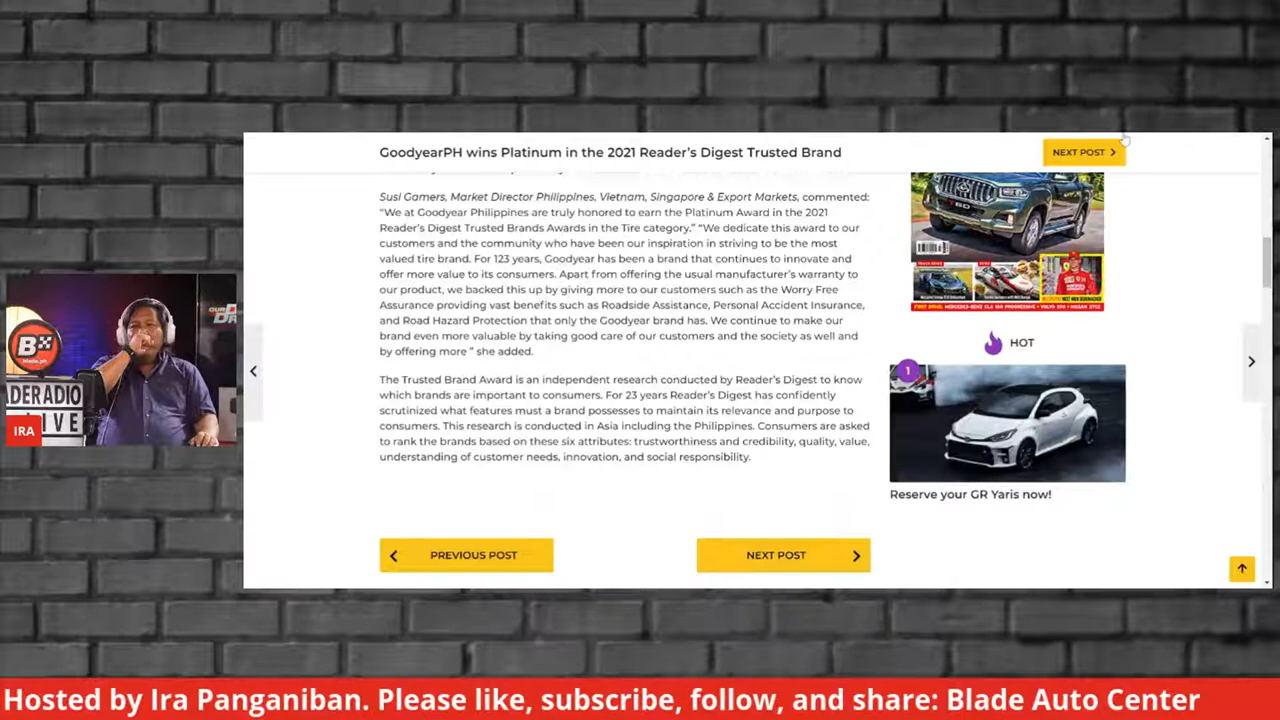 GoodyearPH wins Platinum in the 2021 Reader's Digest Trusted Brand
NEXT POST
Susi Gamers, Market Director Philippines, Vietnam, Singapore & Export Markets, commented:
“We at Goodyear Philippines are truly honored to earn the Platinum Award in the 2021
Reader’s Digest Trusted Brands Awards in the Tire category.” “We dedicate this award to our
customers and the community who have been our inspiration in striving to be the most
valued tire brand. For 123 years, Goodyear has been a brand that continues to innovate and
offer more value to its consumers. Apart from offering the usual manufacturer’s warranty to
our product, we backed this up by giving more to our customers such as the Worry Free
Assurance providing vast benefits such as Roadside Assistance, Personal Accident Insurance,
and Road Hazard Protection that only the Goodyear brand has. We continue to make our
brand even more valuable by taking good care of our customers and the society as well and
by offering more ” she added.
The Trusted Brand Award is an independent research conducted by Reader’s Digest to know
which brands are important to consumers. For 23 years Reader’s Digest has confidently
scrutinized what features must a brand possesses to maintain its relevance and purpose to
consumers. This research is conducted in Asia including the Philippines. Consumers are asked
to rank the brands based on these six attributes: trustworthiness and credibility, quality, value,
understanding of customer needs, innovation, and social responsibility.
PREVIOUS POST
NEXT POST
T60
HOT
1
Reserve your GR Yaris now!
B
Blade.ph
ADERADIO
IVE
IRA
OUR
DR
Hosted by Ira Panganiban. Please like, subscribe, follow, and share: Blade Auto Center